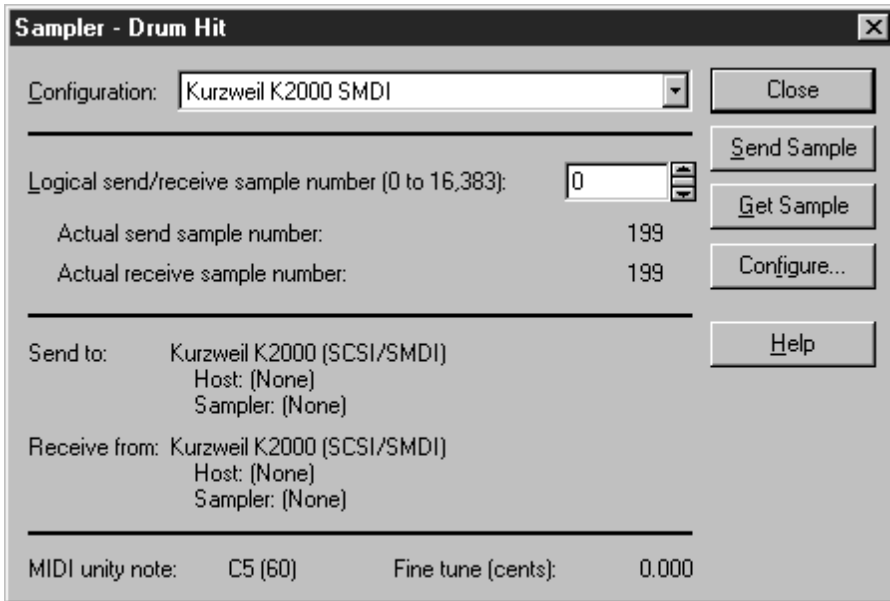 Sampler - Drum Hit
Configuration: Kurzweil K2000 SMDI
Close
Send Sample
Logical send/receive sample number (0 to 16,383): 0
Get Sample
Actual send sample number: 199
Actual receive sample number: 199
Configure...
Help
Send to: Kurzweil K2000 (SCSI/SMDI)
Host: (None)
Sampler: (None)
Receive from: Kurzweil K2000 (SCSI/SMDI)
Host: (None)
Sampler: (None)
MIDI unity note: C5 (60) Fine tune (cents): 0.000